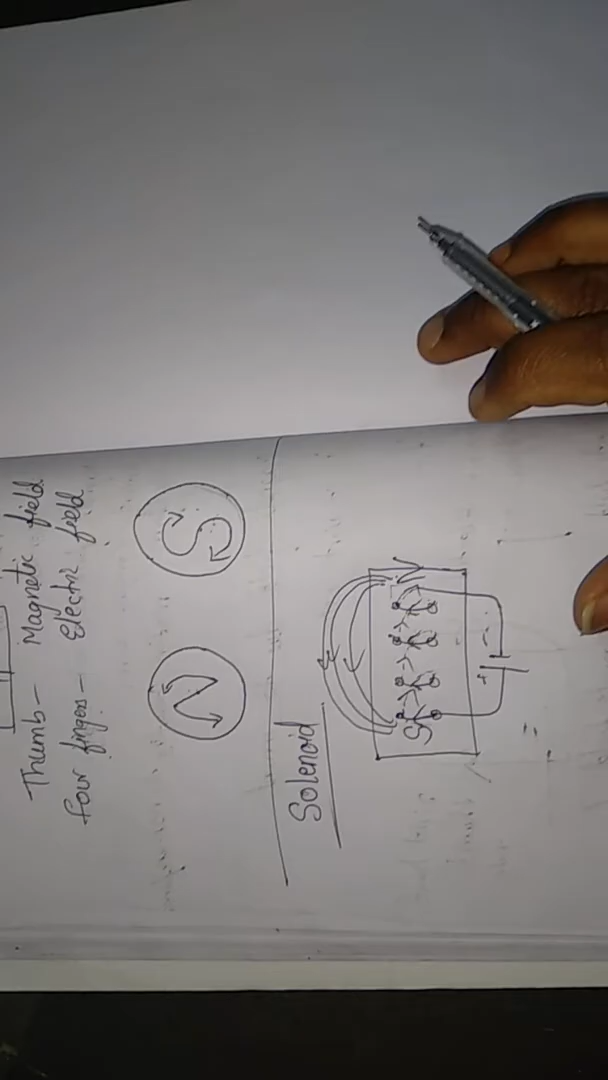 Thumb - Magnetic field
four fingers - Electric field
N S
Solenoid
S N
+ -